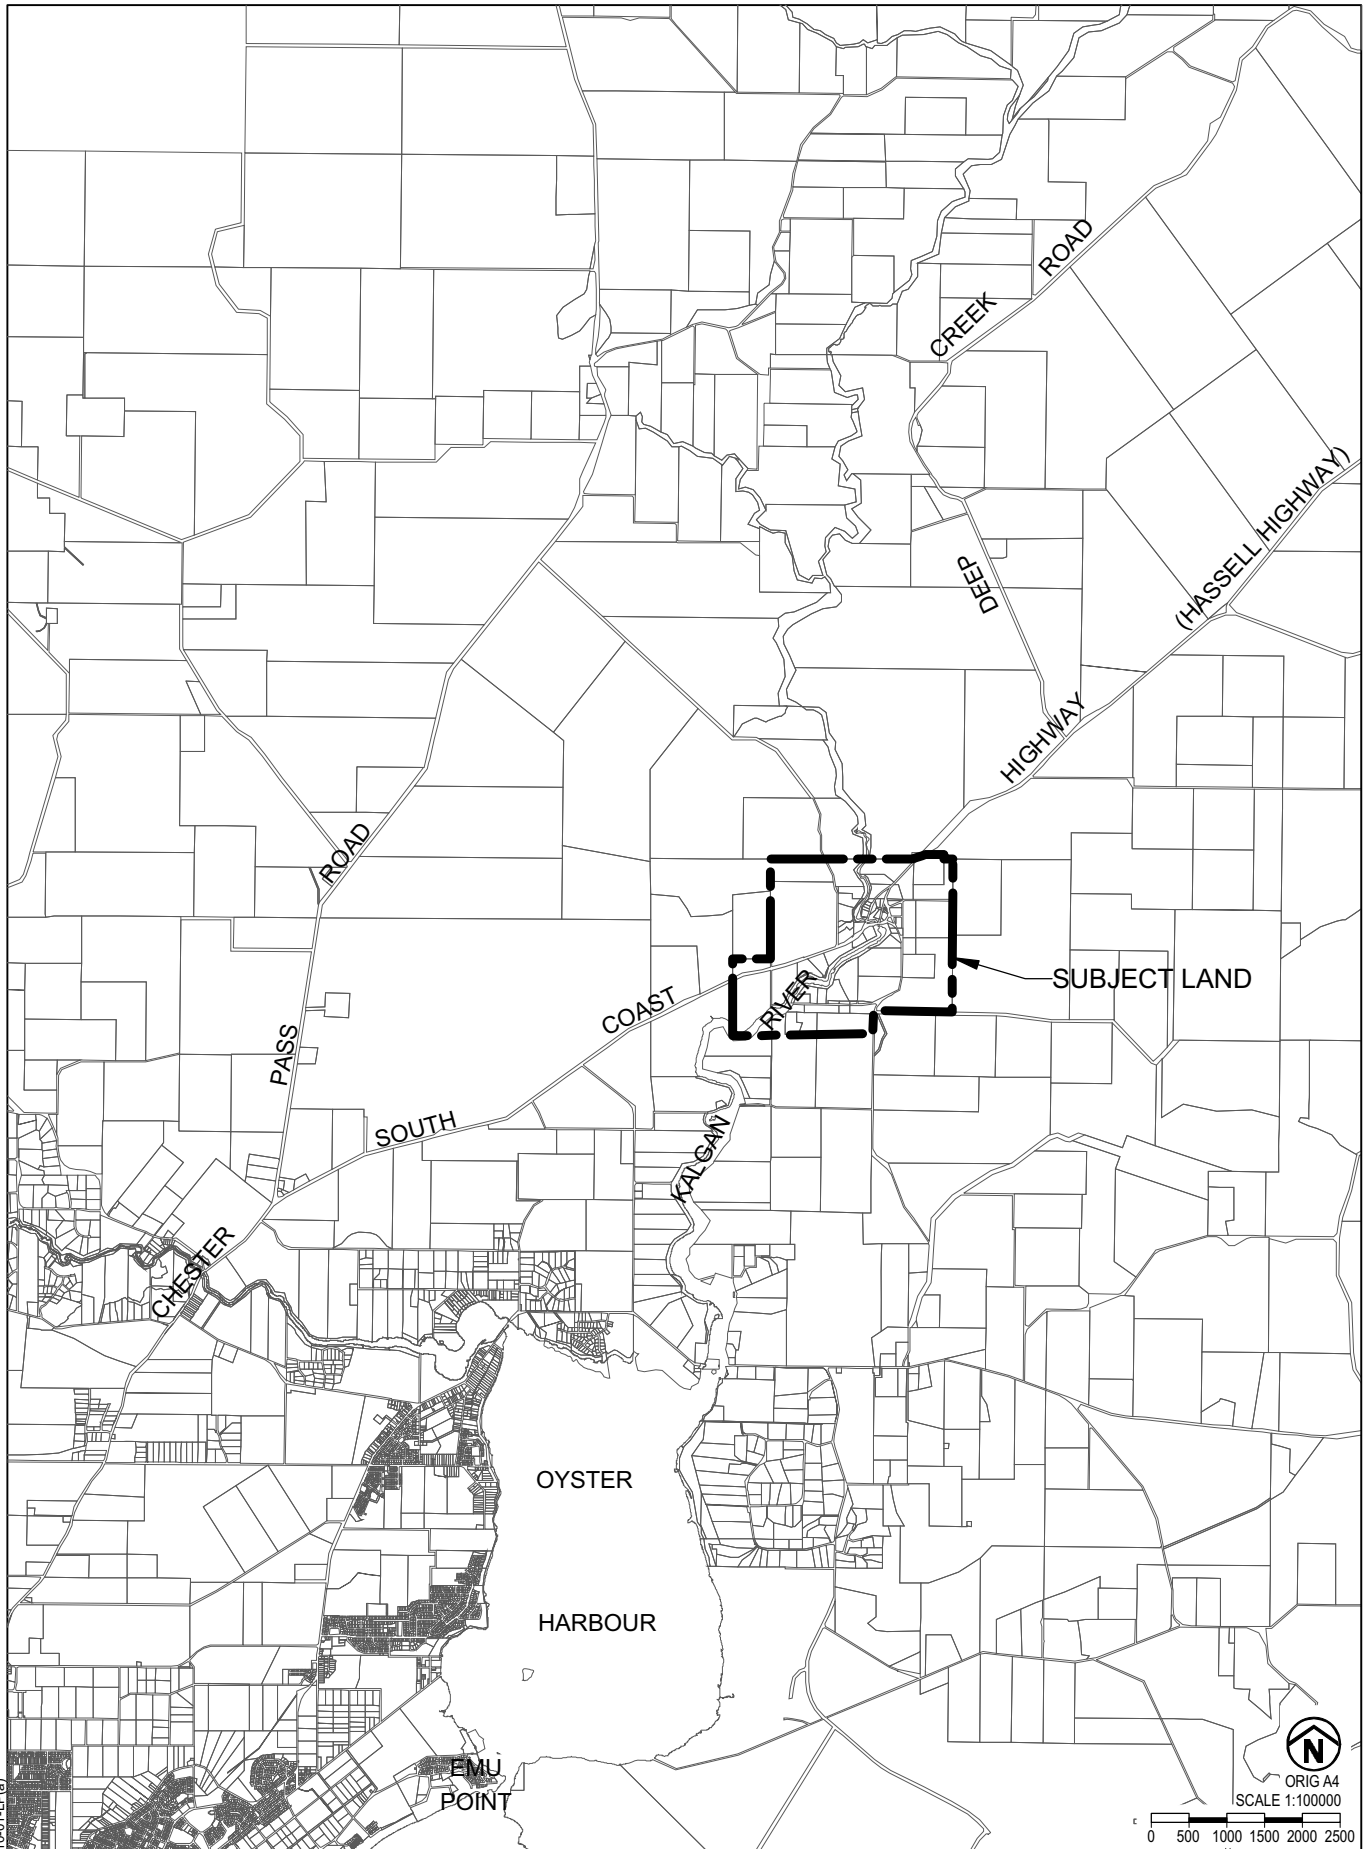 ROAD
CREEK
(HASSELL HIGHWAY)
DEEP
HIGHWAY
ROAD
SUBJECT LAND
RIVER
COAST
PASS
SOUTH
KALGAN
CHESTER
OYSTER
HARBOUR
EMU
POINT
N
ORIG A4
SCALE 1:100000
0 500 1000 1500 2000 2500